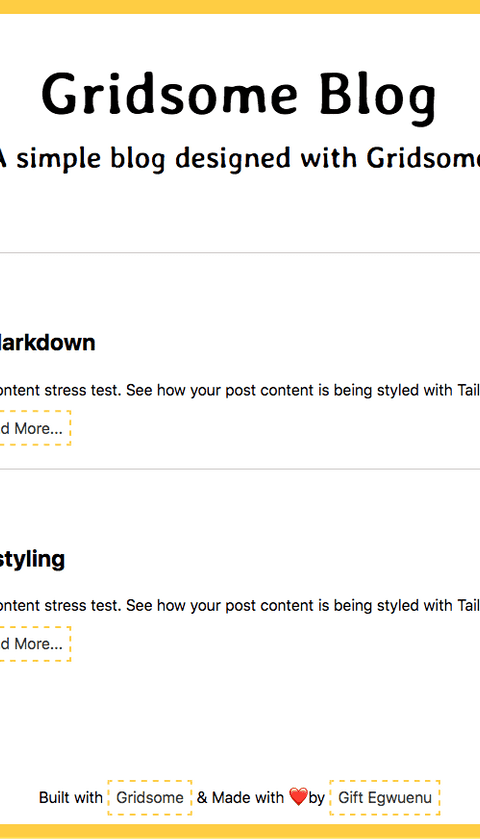 Gridsome Blog
A simple blog designed with Gridsome
arkdown
ontent stress test. See how your post content is being styled with Tail
d More...
styling
ontent stress test. See how your post content is being styled with Tail
d More...
Built with Gridsome & Made with ❤️by Gift Egwuenu